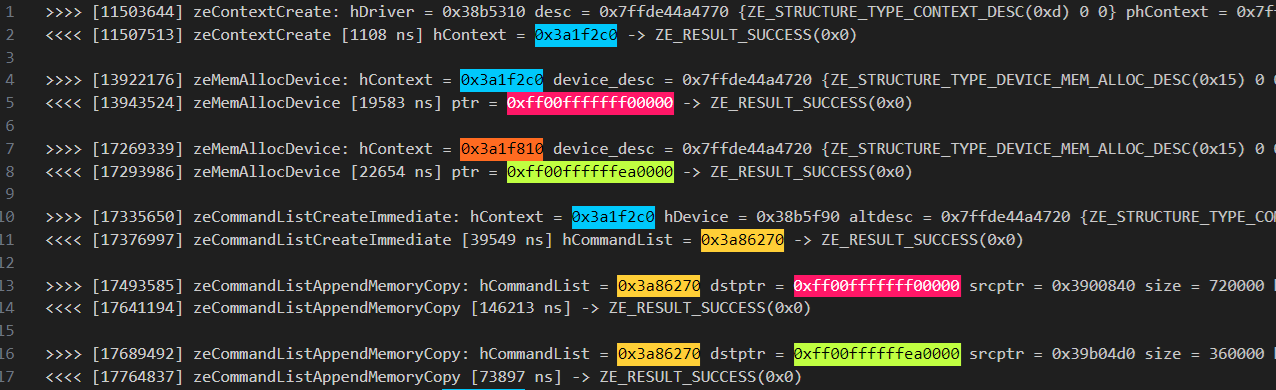 1 >>>> [11503644] zeContextCreate: hDriver = 0x38b5310 desc = 0x7ffde44a4770 {ZE_STRUCTURE_TYPE_CONTEXT_DESC(0xd) 0 0} phContext = 0x7ff
2 <<<< [11507513] zeContextCreate [1108 ns] hContext = 0x3a1f2c0 -> ZE_RESULT_SUCCESS(0x0)
3
4 >>>> [13922176] zeMemAllocDevice: hContext = 0x3a1f2c0 device_desc = 0x7ffde44a4720 {ZE_STRUCTURE_TYPE_DEVICE_MEM_ALLOC_DESC(0x15) 0 0
5 <<<< [13943524] zeMemAllocDevice [19583 ns] ptr = 0xff00fffffff00000 -> ZE_RESULT_SUCCESS(0x0)
6
7 >>>> [17269339] zeMemAllocDevice: hContext = 0x3a1f810 device_desc = 0x7ffde44a4720 {ZE_STRUCTURE_TYPE_DEVICE_MEM_ALLOC_DESC(0x15) 0 0
8 <<<< [17293986] zeMemAllocDevice [22654 ns] ptr = 0xff00ffffffea0000 -> ZE_RESULT_SUCCESS(0x0)
9
10 >>>> [17335650] zeCommandListCreateImmediate: hContext = 0x3a1f2c0 hDevice = 0x38b5f90 altdesc = 0x7ffde44a4720 {ZE_STRUCTURE_TYPE_CO
11 <<<< [17376997] zeCommandListCreateImmediate [39549 ns] hCommandList = 0x3a86270 -> ZE_RESULT_SUCCESS(0x0)
12
13 >>>> [17493585] zeCommandListAppendMemoryCopy: hCommandList = 0x3a86270 dstptr = 0xff00fffffff00000 srcptr = 0x3900840 size = 720000
14 <<<< [17641194] zeCommandListAppendMemoryCopy [146213 ns] -> ZE_RESULT_SUCCESS(0x0)
15
16 >>>> [17689492] zeCommandListAppendMemoryCopy: hCommandList = 0x3a86270 dstptr = 0xff00ffffffea0000 srcptr = 0x39b04d0 size = 360000
17 <<<< [17764837] zeCommandListAppendMemoryCopy [73897 ns] -> ZE_RESULT_SUCCESS(0x0)